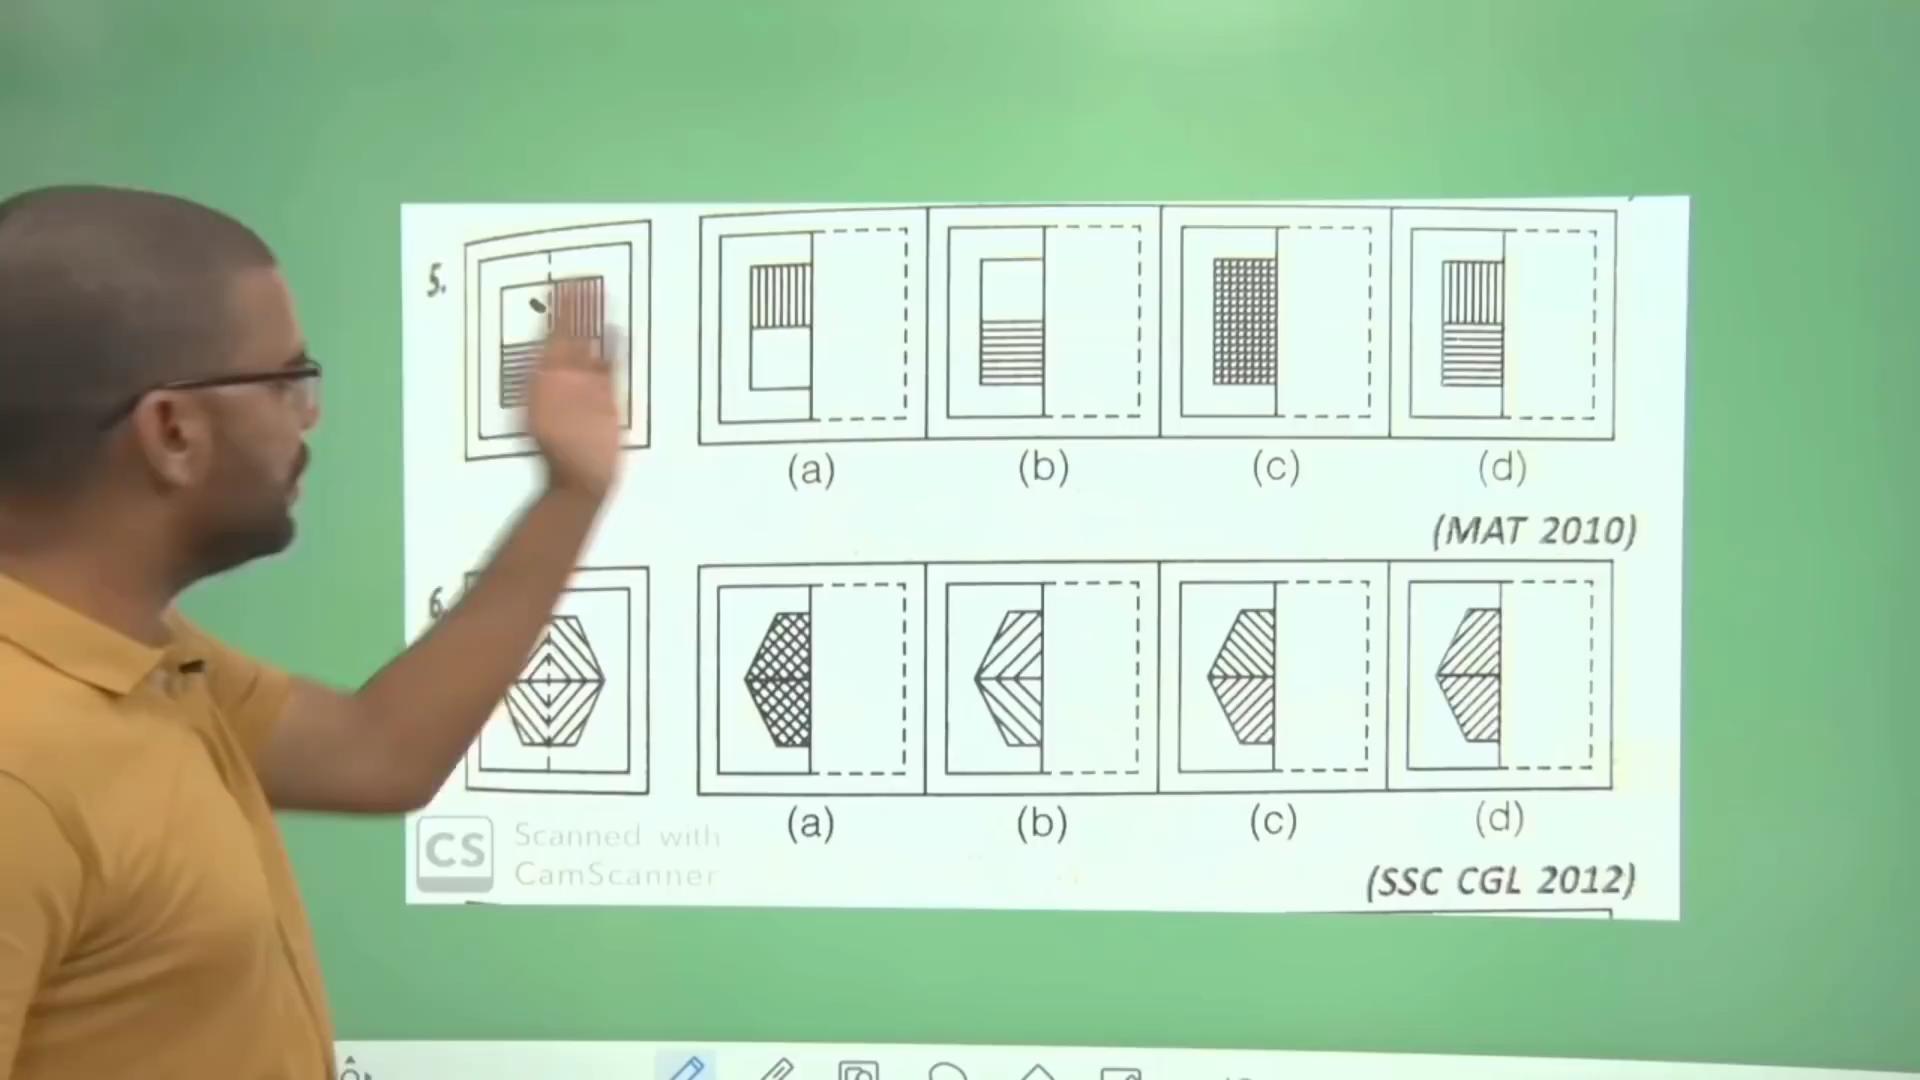 5.
(a) (b) (c) (d)
(MAT 2010)
6.
(a) (b) (c) (d)
CS Scanned with
CamScanner
(SSC CGL 2012)